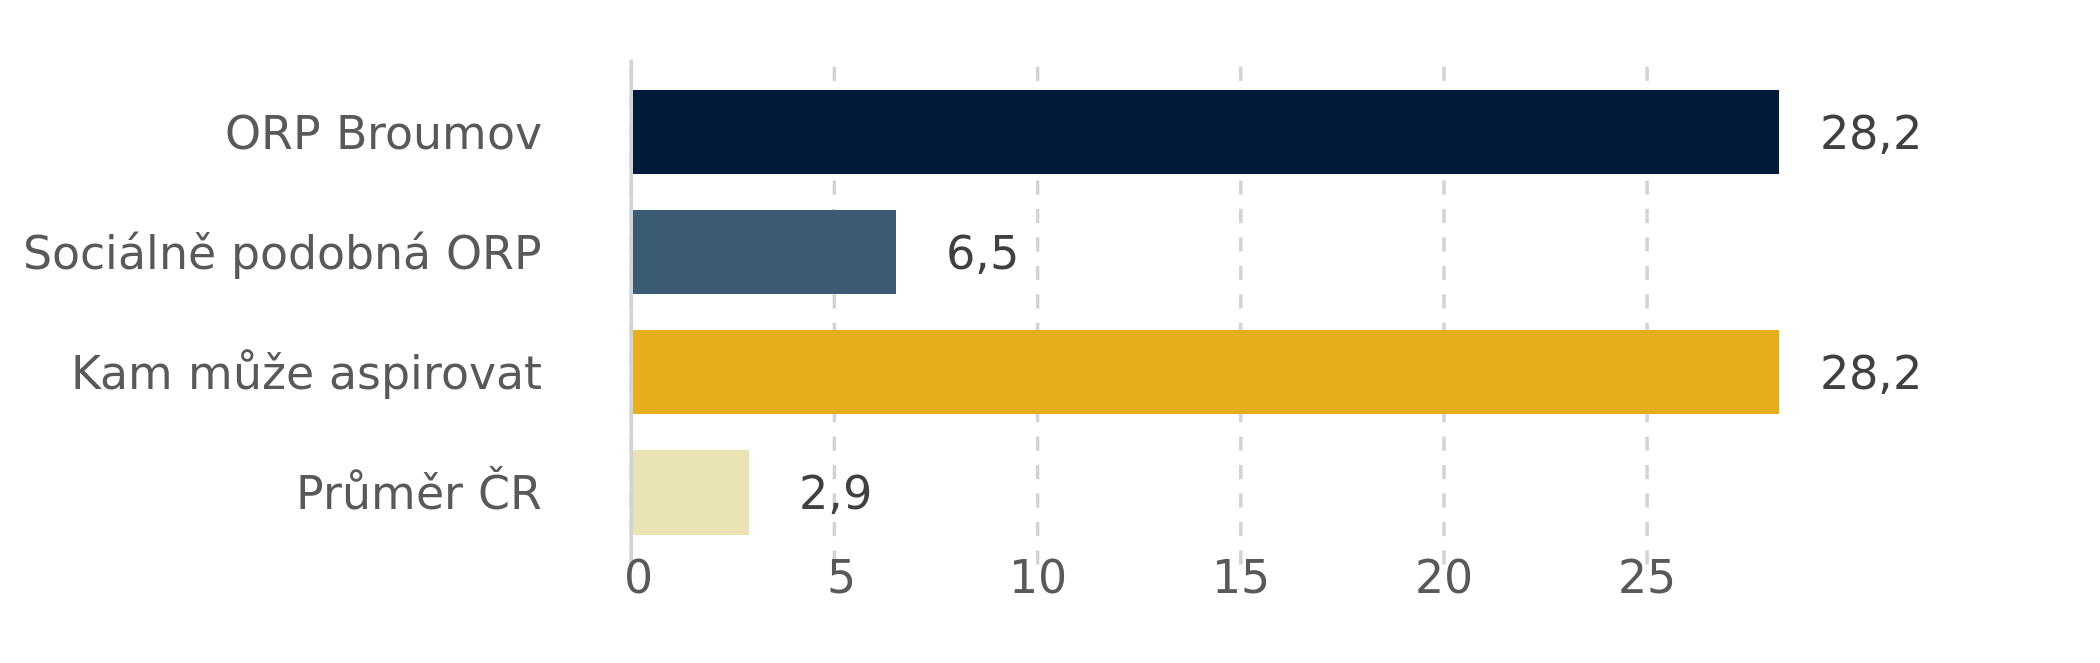 ORP Broumov 28,2
Sociálně podobná ORP 6,5
Kam může aspirovat 28,2
Průměr ČR 2,9
0 5 10 15 20 25